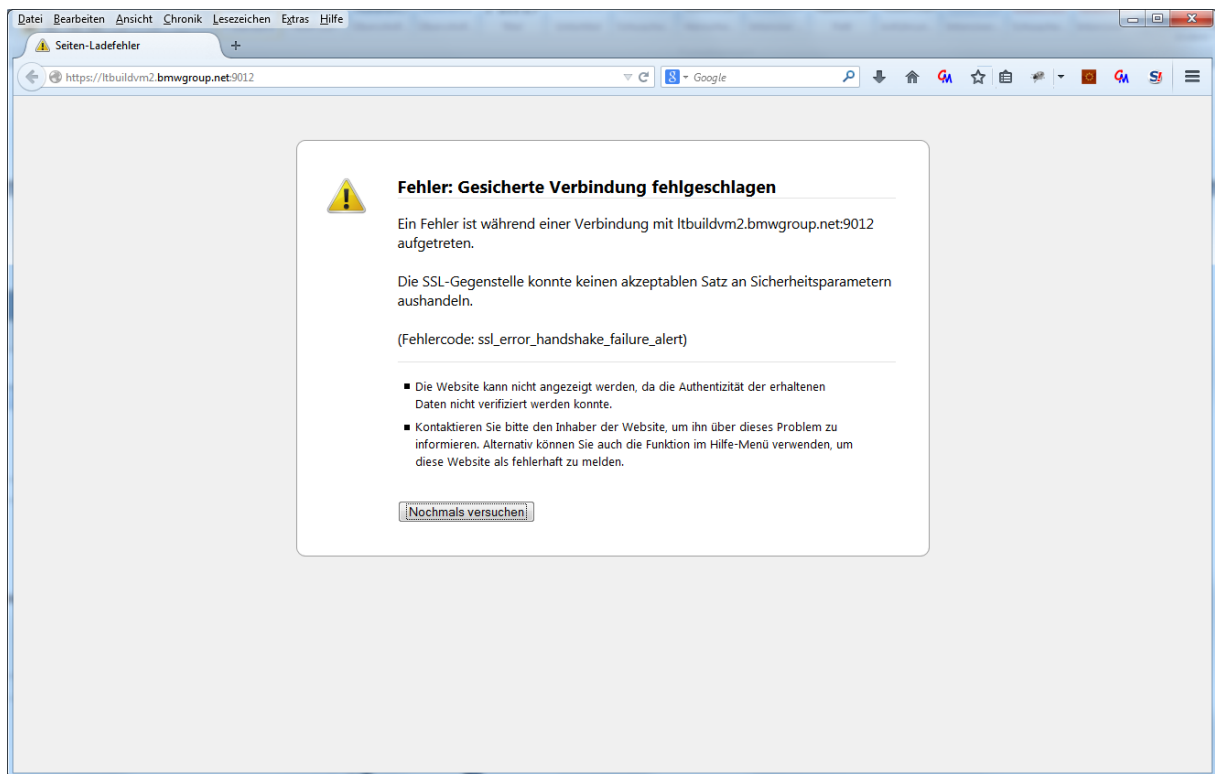 Datei Bearbeiten Ansicht Chronik Lesezeichen Extras Hilfe
Seiten-Ladefehler
https://ltbuildvm2.bmwgroup.net:9012
Google
Fehler: Gesicherte Verbindung fehlgeschlagen
Ein Fehler ist während einer Verbindung mit ltbuildvm2.bmwgroup.net:9012
aufgetreten.
Die SSL-Gegenstelle konnte keinen akzeptablen Satz an Sicherheitsparametern
aushandeln.
(Fehlercode: ssl_error_handshake_failure_alert)
Die Website kann nicht angezeigt werden, da die Authentizität der erhaltenen
Daten nicht verifiziert werden konnte.
Kontaktieren Sie bitte den Inhaber der Website, um ihn über dieses Problem zu
informieren. Alternativ können Sie auch die Funktion im Hilfe-Menü verwenden, um
diese Website als fehlerhaft zu melden.
Nochmals versuchen